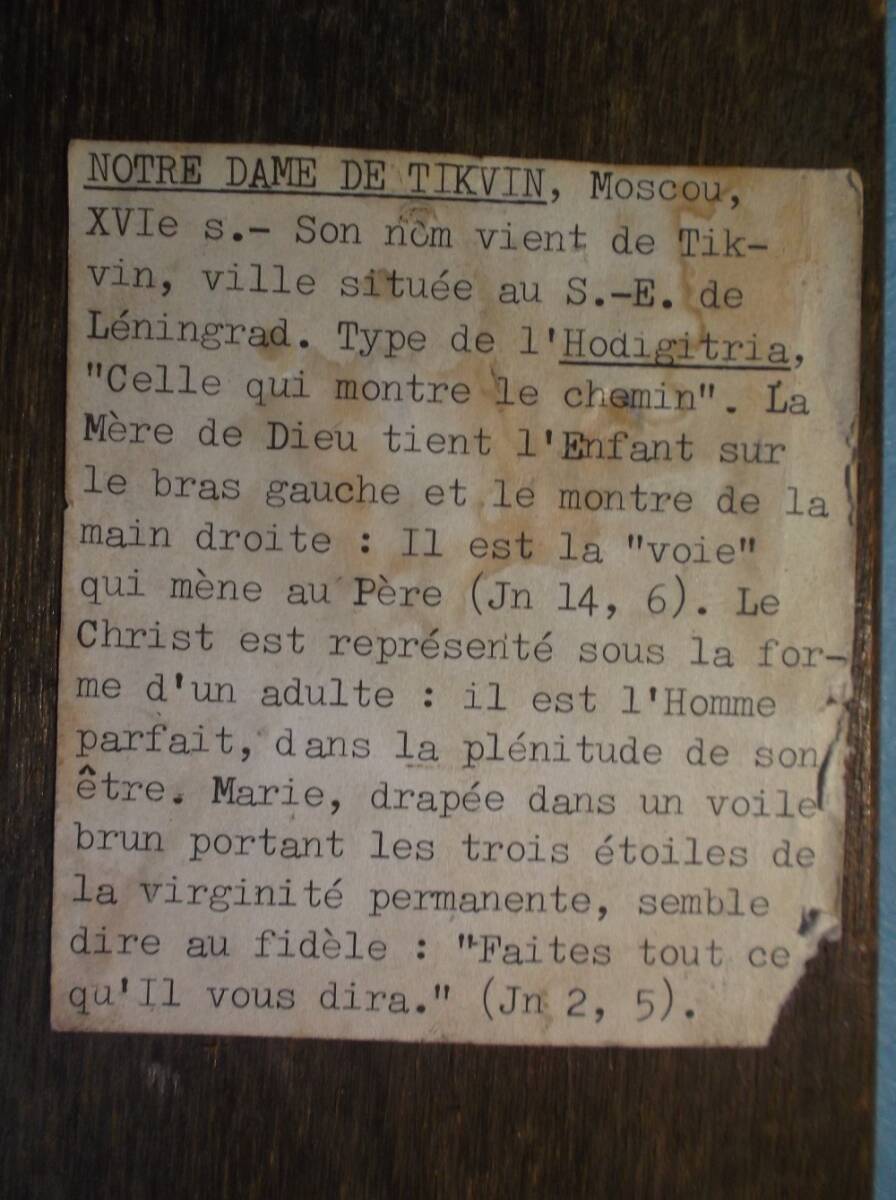 NOTRE DAME DE TIKVIN, Moscou,
XVIe s.- Son nom vient de Tik-
vin, ville située au S.-E. de
Léningrad. Type de l'Hodigitria,
"Celle qui montre le chemin". La
Mère de Dieu tient l'Enfant sur
le bras gauche et le montre de la
main droite : Il est la "voie"
qui mène au Père (Jn 14, 6). Le
Christ est représenté sous la for-
me d'un adulte : il est l'Homme
parfait, dans la plénitude de son
être. Marie, drapée dans un voile
brun portant les trois étoiles de
la virginité permanente, semble
dire au fidèle : "Faites tout ce
qu'Il vous dira." (Jn 2, 5).